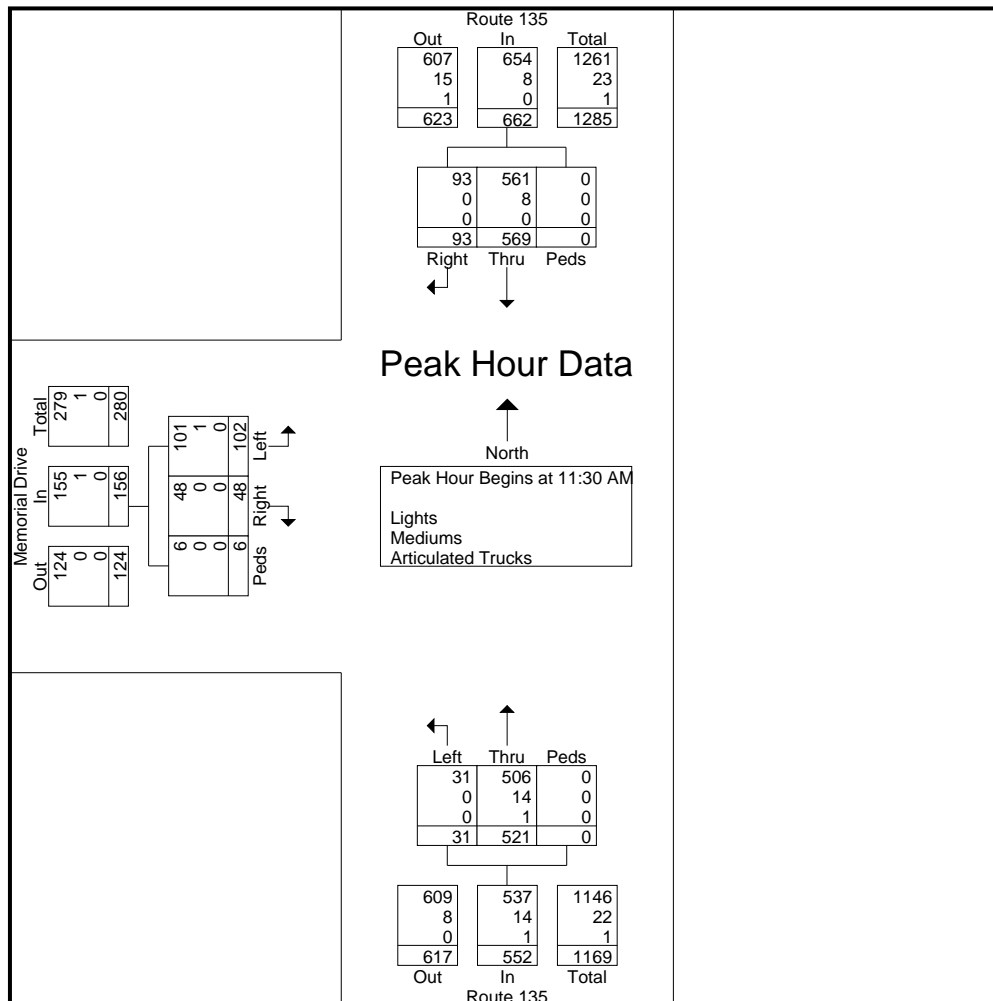 Route 135
Out In Total
607 654 1261
15 8 23
1 0 1
623 662 1285
93 561 0
0 8 0
0 0 0
93 569 0
Right Thru Peds
Peak Hour Data
North
Peak Hour Begins at 11:30 AM
Lights
Mediums
Articulated Trucks
Memorial Drive
Out In Total
124 155 279
0 1 1
0 0 0
124 156 280
6 48 101
0 0 1
0 0 0
6 48 102
Peds Right Left
Left Thru Peds
31 506 0
0 14 0
0 1 0
31 521 0
609 537 1146
8 14 22
0 1 1
617 552 1169
Out In Total
Route 135